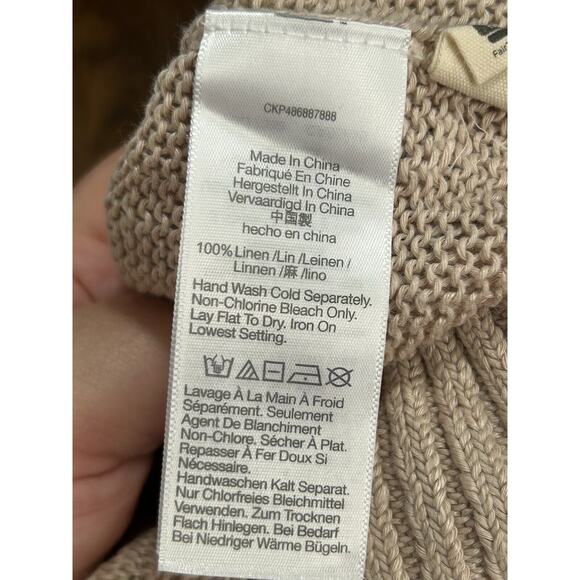 CKP486887888
Made In China
Fabriqué En Chine
Hergestellt In China
Vervaardigd In China
中国製
hecho en china
100% Linen /Lin /Leinen /
Linnen /麻 /lino
Hand Wash Cold Separately.
Non-Chlorine Bleach Only.
Lay Flat To Dry. Iron On
Lowest Setting.
Lavage À La Main À Froid
Séparément. Seulement
Agent De Blanchiment
Non-Chlore. Sécher À Plat.
Repasser À Fer Doux Si
Nécessaire.
Handwaschen Kalt Separat.
Nur Chlorfreies Bleichmittel
Verwenden. Zum Trocknen
Flach Hinlegen. Bei Bedarf
Bei Niedriger Wärme Bügeln.
Fair